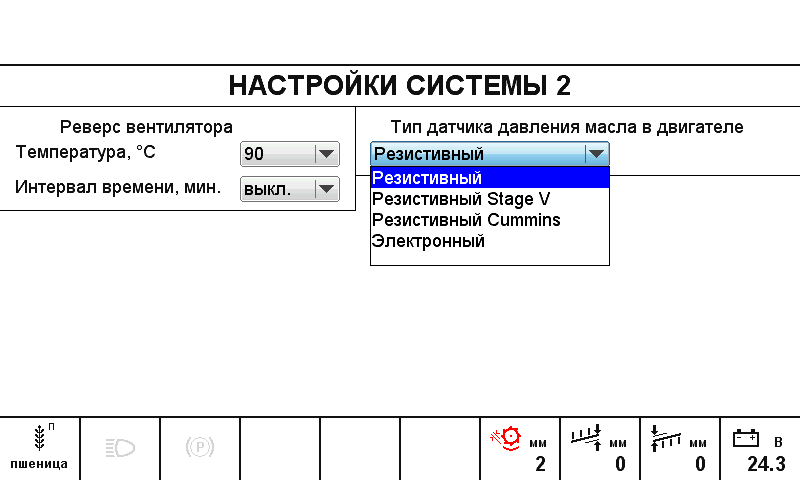 НАСТРОЙКИ СИСТЕМЫ 2
Реверс вентилятора
Температура, °C
90
Интервал времени, мин.
выкл.
Тип датчика давления масла в двигателе
Резистивный
Резистивный
Резистивный Stage V
Резистивный Cummins
Электронный
П
пшеница
P
мм
2
мм
0
мм
0
В
24.3